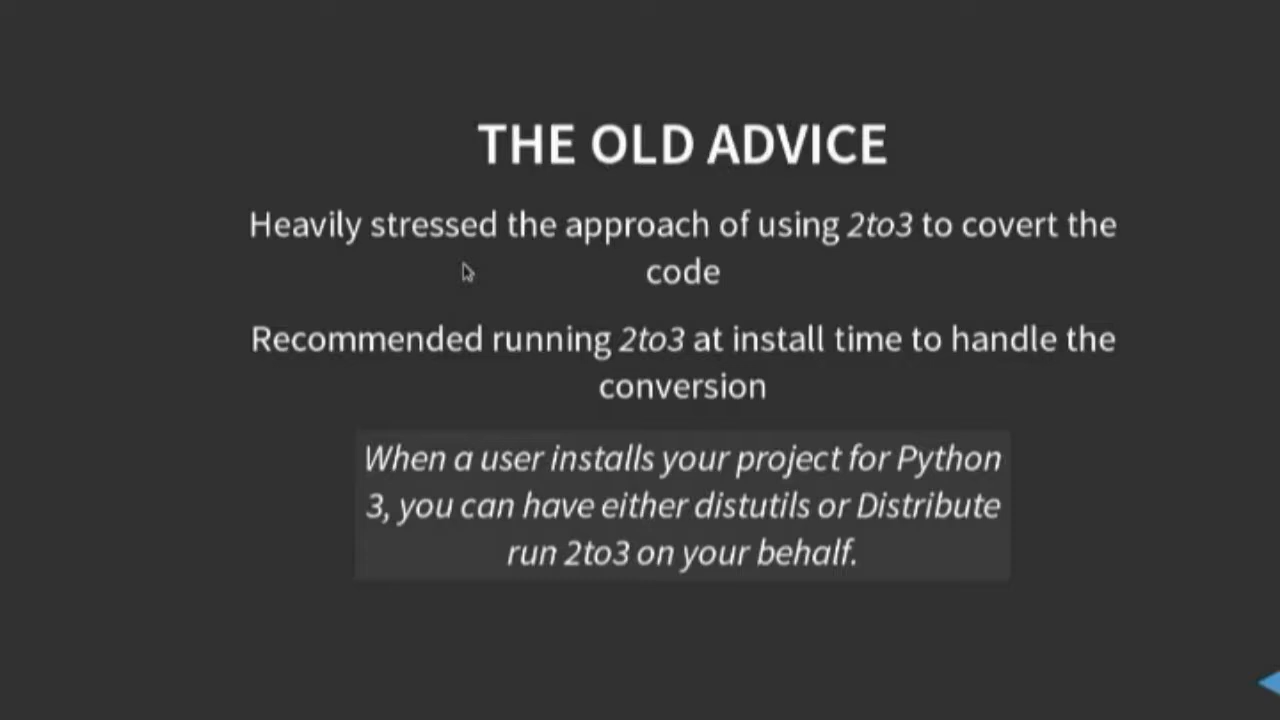 THE OLD ADVICE
Heavily stressed the approach of using 2to3 to covert the
code
Recommended running 2to3 at install time to handle the
conversion
When a user installs your project for Python
3, you can have either distutils or Distribute
run 2to3 on your behalf.